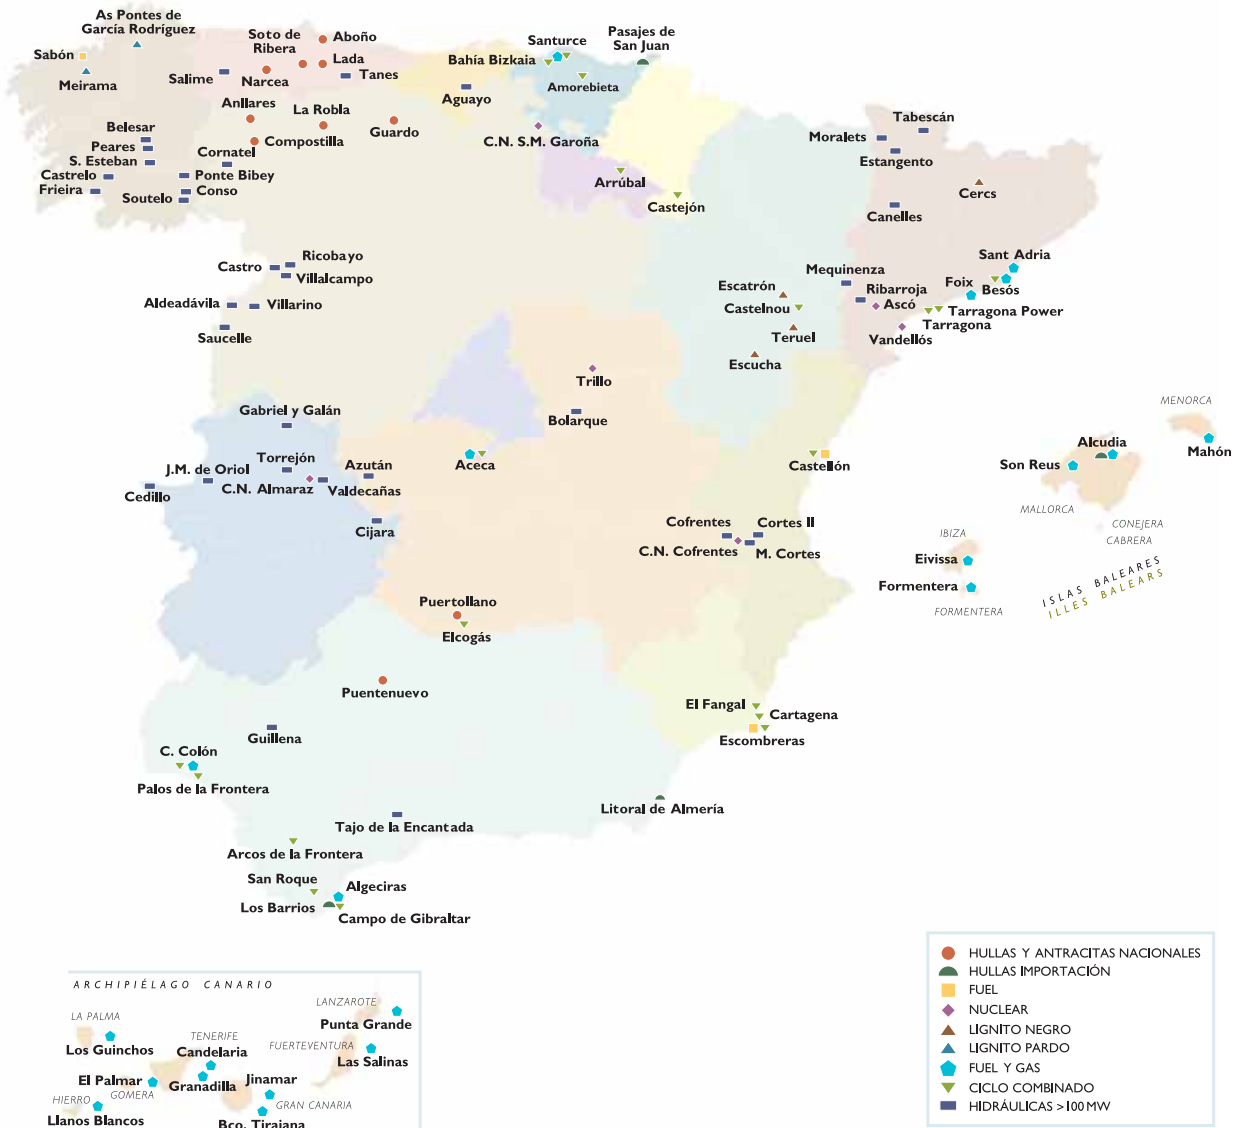 As Pontes de
García Rodríguez
Sabón
Meirama
Soto de
Ribera
Aboño
Lada
Salime
Narcea
Tanes
Santurce
Pasajes de
San Juan
Bahía Bizkaia
Amorebieta
Aguayo
Anllares
La Robla
Guardo
Compostilla
C.N. S.M. Garoña
Belesar
Peares
S. Esteban
Cornatel
Castrelo
Ponte Bibey
Frieira
Conso
Soutelo
Arrúbal
Castejón
Tabescán
Moralets
Estangento
Cercs
Canelles
Ricobayo
Castro
Villalcampo
Aldeadávila
Villarino
Saucelle
Sant Adria
Mequinenza
Foix
Besós
Escatrón
Ribarroja
Castelnou
Ascó
Tarragona Power
Tarragona
Teruel
Vandellós
Escucha
Trillo
Bolarque
Gabriel y Galán
Torrejón
J.M. de Oriol
Azután
Cedillo
C.N. Almaraz
Valdecañas
Aceca
Castellón
Cijara
Cofrentes
Cortes II
C.N. Cofrentes
M. Cortes
MENORCA
Alcudia
Mahón
Son Reus
MALLORCA
CONEJERA
CABRERA
IBIZA
Eivissa
Formentera
FORMENTERA
ISLAS BALEARES
ILLES BALEARS
Puertollano
Elcogás
Puentenuevo
El Fangal
Cartagena
Escombreras
Guillena
C. Colón
Palos de la Frontera
Litoral de Almería
Tajo de la Encantada
Arcos de la Frontera
San Roque
Algeciras
Los Barrios
Campo de Gibraltar
ARCHIPIÉLAGO CANARIO
LANZAROTE
Punta Grande
LA PALMA
Los Guinchos
TENERIFE
Candelaria
FUERTEVENTURA
Las Salinas
El Palmar
Granadilla
Jinamar
GOMERA
HIERRO
GRAN CANARIA
Llanos Blancos
Bco. Tirajana
HULLAS Y ANTRACITAS NACIONALES
HULLAS IMPORTACIÓN
FUEL
NUCLEAR
LIGNITO NEGRO
LIGNITO PARDO
FUEL Y GAS
CICLO COMBINADO
HIDRÁULICAS >100 MW